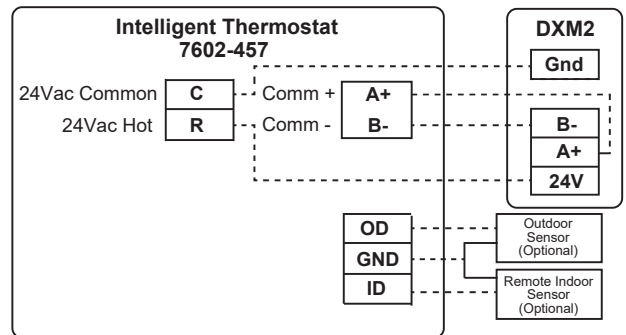 Intelligent Thermostat
7602-457
24Vac Common
C
24Vac Hot
R
Comm +
A+
Comm -
B-
OD
GND
ID
DXM2
Gnd
B-
A+
24V
Outdoor
Sensor
(Optional)
Remote Indoor
Sensor
(Optional)